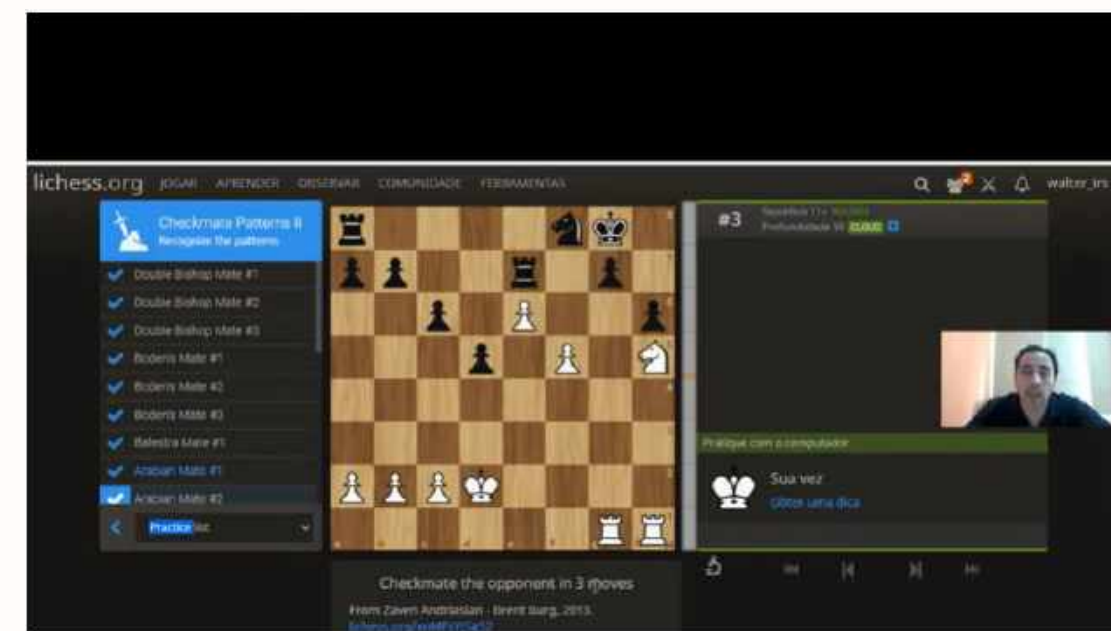 lichess.org JOGAR APRENDER OBSERVAR COMUNIDADE FERRAMENTAS 2
Checkmate Patterns II
Recognize the patterns
Double Bishop Mate #1
Double Bishop Mate #2
Double Bishop Mate #3
Boden's Mate #1
Boden's Mate #2
Boden's Mate #3
Balestra Mate #1
Arabian Mate #1
Arabian Mate #2
Practice list
#3
CLOUD
Pratique com o computador
Sua vez
Obter uma dica
Checkmate the opponent in 3 moves
From Zaven Andriasian - Brent Burg, 2013.